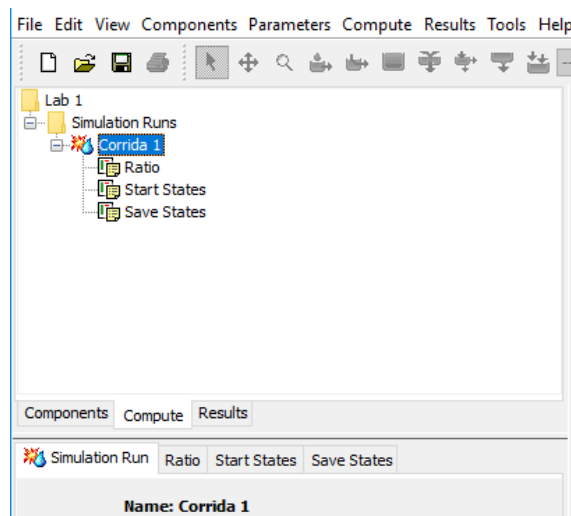 File Edit View Components Parameters Compute Results Tools Help
Lab 1
Simulation Runs
Corrida 1
Ratio
Start States
Save States
Components Compute Results
Simulation Run Ratio Start States Save States
Name: Corrida 1